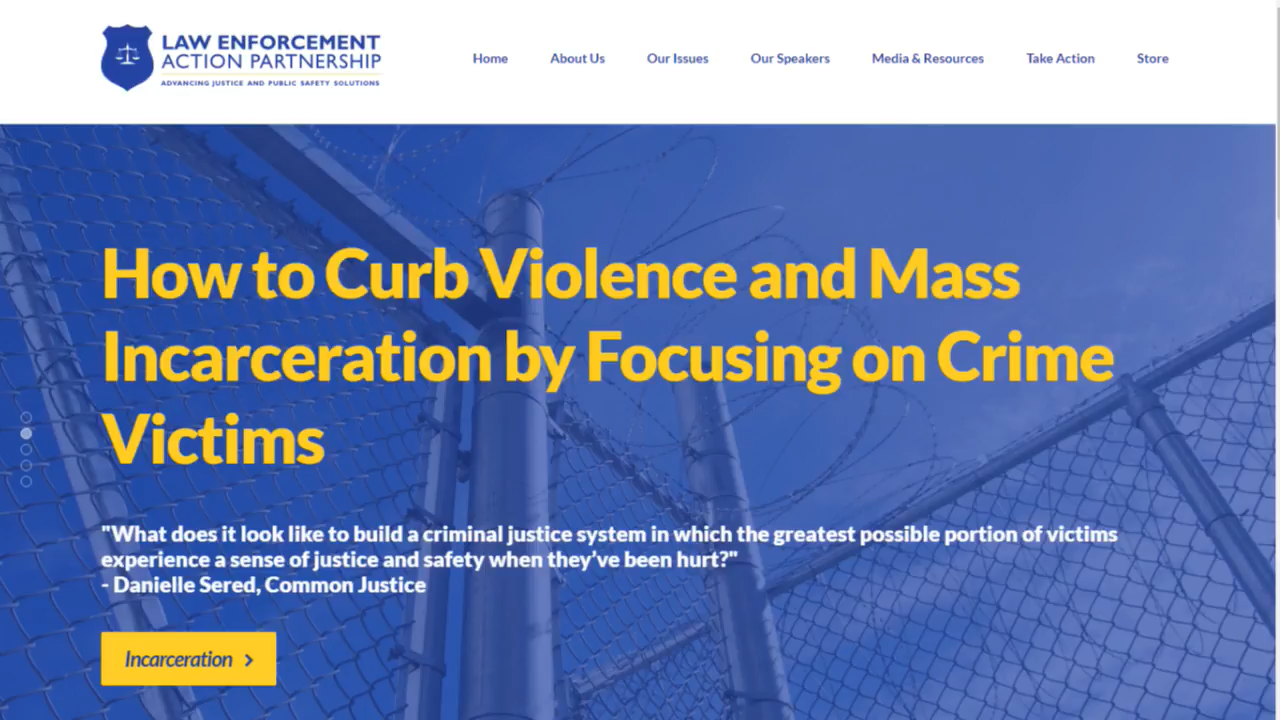 LAW ENFORCEMENT
ACTION PARTNERSHIP
ADVANCING JUSTICE AND PUBLIC SAFETY SOLUTIONS
Home About Us Our Issues Our Speakers Media & Resources Take Action Store
How to Curb Violence and Mass
Incarceration by Focusing on Crime
Victims
"What does it look like to build a criminal justice system in which the greatest possible portion of victims
experience a sense of justice and safety when they’ve been hurt?"
- Danielle Sered, Common Justice
Incarceration